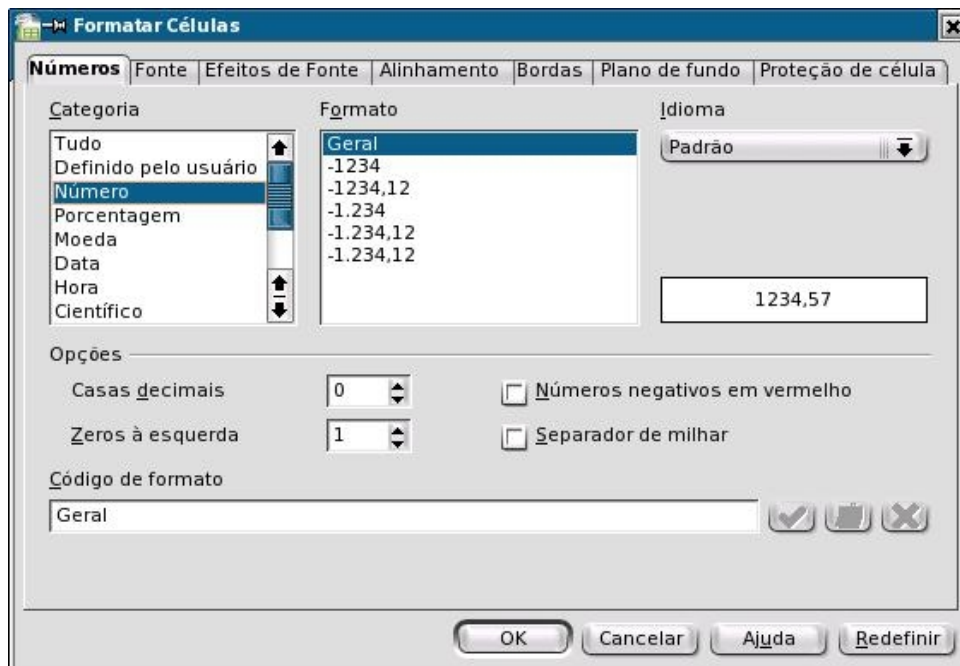 Formatar Células
Números Fonte Efeitos de Fonte Alinhamento Bordas Plano de fundo Proteção de célula
Categoria
Tudo
Definido pelo usuário
Número
Porcentagem
Moeda
Data
Hora
Científico
Formato
Geral
-1234
-1234,12
-1.234
-1.234,12
-1.234,12
Idioma
Padrão
1234,57
Opções
Casas decimais 0
Números negativos em vermelho
Zeros à esquerda 1
Separador de milhar
Código de formato
Geral
OK Cancelar Ajuda Redefinir